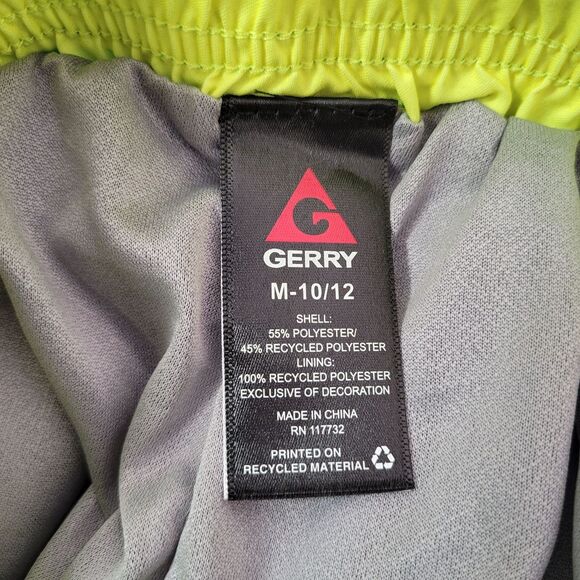 G
GERRY
M-10/12
SHELL:
55% POLYESTER/
45% RECYCLED POLYESTER
LINING:
100% RECYCLED POLYESTER
EXCLUSIVE OF DECORATION
MADE IN CHINA
RN 117732
PRINTED ON
RECYCLED MATERIAL